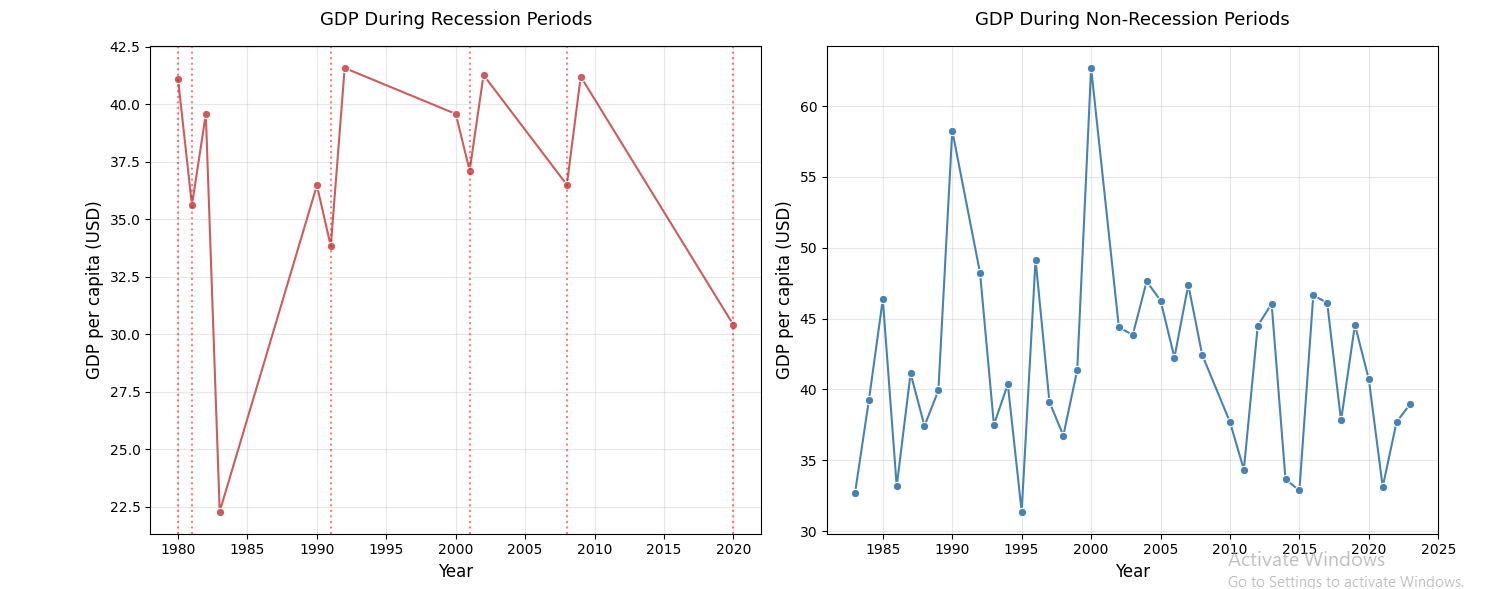 GDP During Recession Periods
42.5
40.0
37.5
35.0
32.5
30.0
27.5
25.0
22.5
GDP per capita (USD)
1980 1985 1990 1995 2000 2005 2010 2015 2020
Year
GDP During Non-Recession Periods
60
55
50
45
40
35
30
GDP per capita (USD)
1985 1990 1995 2000 2005 2010 2015 2020 2025
Year
Activate Windows
Go to Settings to activate Windows.